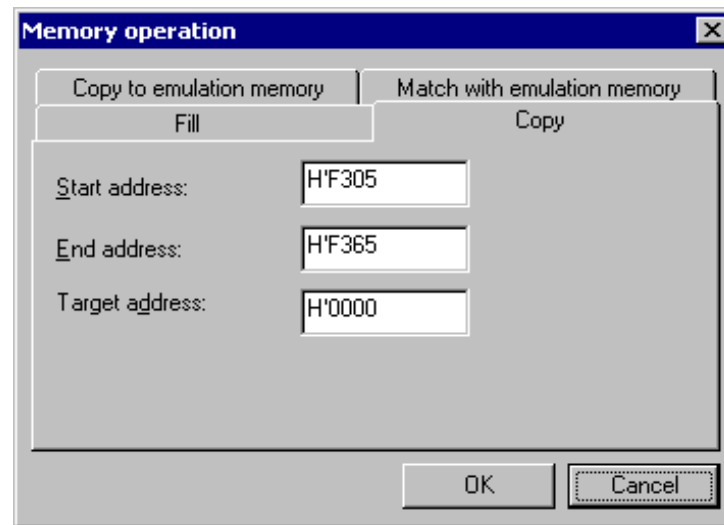 Memory operation
Copy to emulation memory
Match with emulation memory
Fill
Copy
Start address:
H'F305
End address:
H'F365
Target address:
H'0000
OK
Cancel